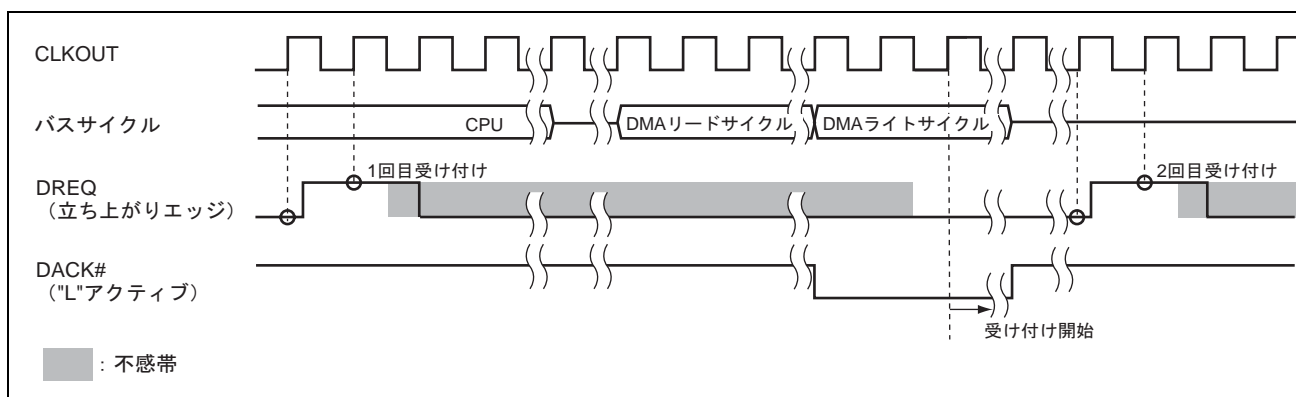 CLKOUT
バスサイクル
CPU
DMAリードサイクル
DMAライトサイクル
DREQ
（立ち上がりエッジ）
1回目受け付け
2回目受け付け
DACK#
（"L"アクティブ）
受け付け開始
：不感帯